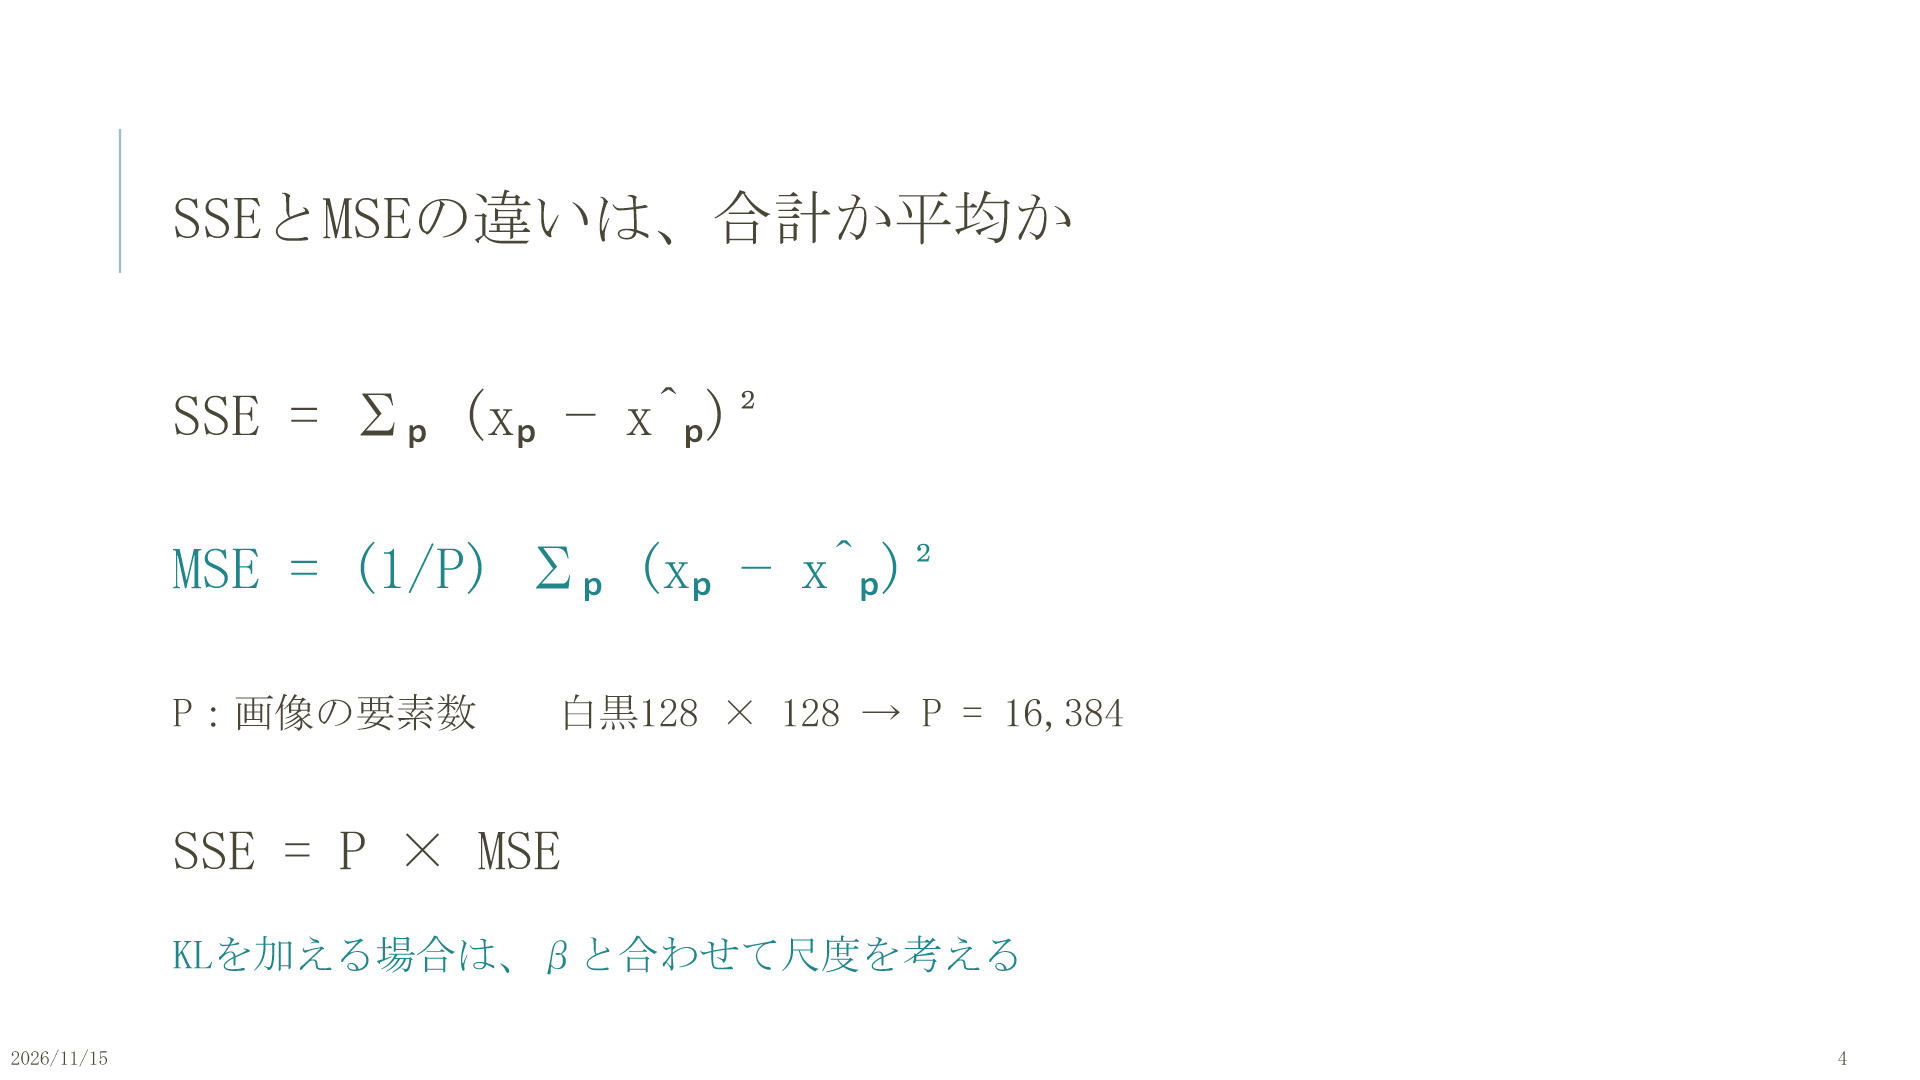 SSEとMSEの違いは、合計か平均か
SSE = Σₚ (xₚ − x^ₚ)²
MSE = (1/P) Σₚ (xₚ − x^ₚ)²
P：画像の要素数　　白黒128 × 128 → P = 16,384
SSE = P × MSE
KLを加える場合は、βと合わせて尺度を考える
2026/11/15
4